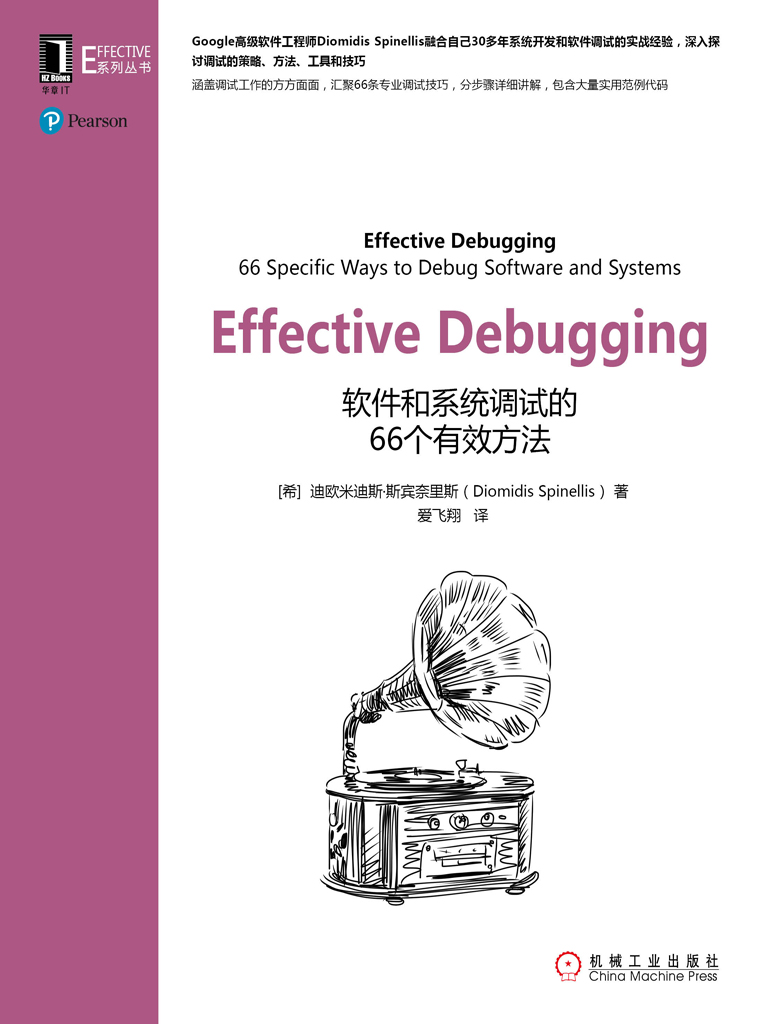 HZ Books
华章 IT
EFFECTIVE
系列丛书
Pearson
Google高级软件工程师Diomidis Spinellis融合自己30多年系统开发和软件调试的实战经验，深入探
讨调试的策略、方法、工具和技巧
涵盖调试工作的方方面面，汇聚66条专业调试技巧，分步骤详细讲解，包含大量实用范例代码
Effective Debugging
66 Specific Ways to Debug Software and Systems
Effective Debugging
软件和系统调试的
66个有效方法
[希] 迪欧米迪斯·斯宾奈里斯（Diomidis Spinellis） 著
爱飞翔 译
机械工业出版社
China Machine Press